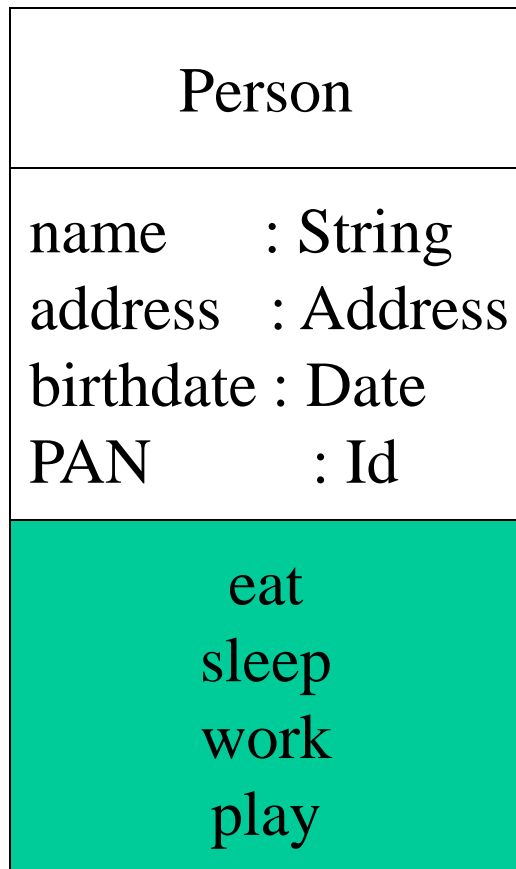 Person
name : String
address : Address
birthdate : Date
PAN : Id
eat
sleep
work
play